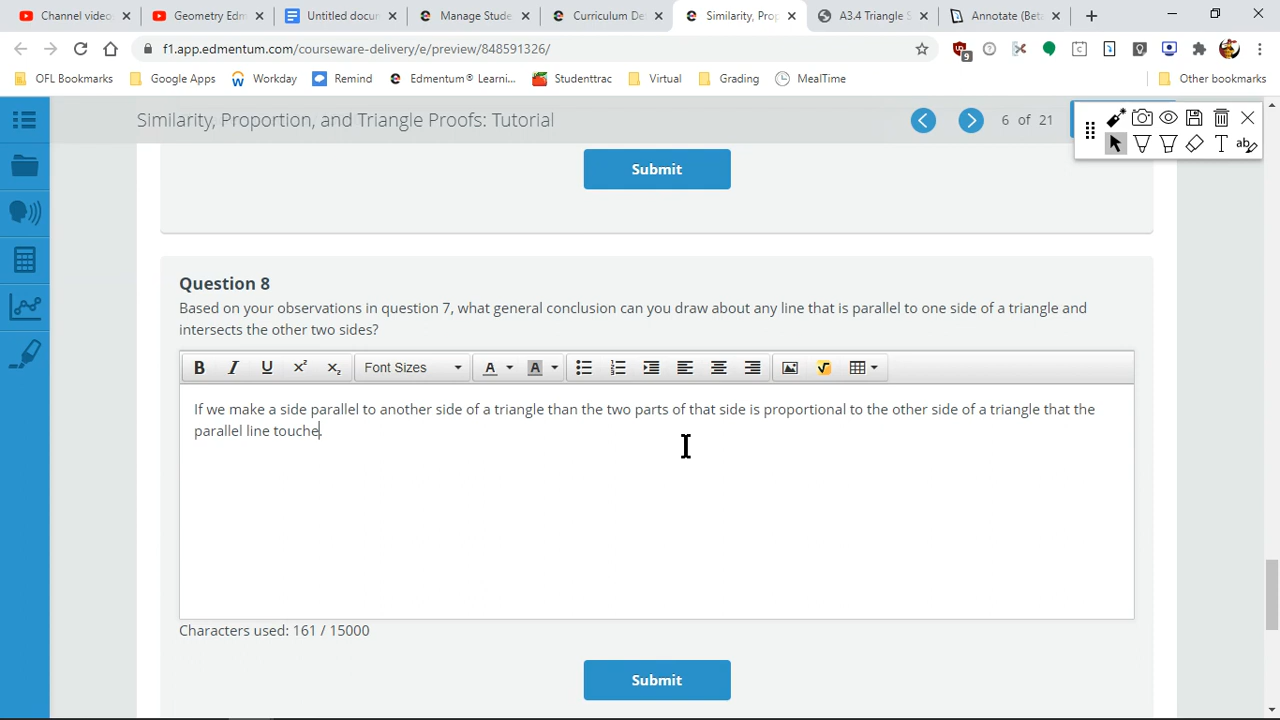 Channel video:
Geometry Edm
Untitled docu
Manage Stude
Curriculum De
Similarity, Prop
A3.4 Triangle S
Annotate (Bet
f1.app.edmentum.com/courseware-delivery/e/preview/848591326/
9
OFL Bookmarks
Google Apps
Workday
Remind
Edmentum® Learni...
Studenttrac
Virtual
Grading
MealTime
Other bookmarks
Similarity, Proportion, and Triangle Proofs: Tutorial
6 of 21
Submit
Question 8
Based on your observations in question 7, what general conclusion can you draw about any line that is parallel to one side of a triangle and
intersects the other two sides?
B I U x² x₂ Font Sizes A A
If we make a side parallel to another side of a triangle than the two parts of that side is proportional to the other side of a triangle that the
parallel line touche.
Characters used: 161 / 15000
Submit